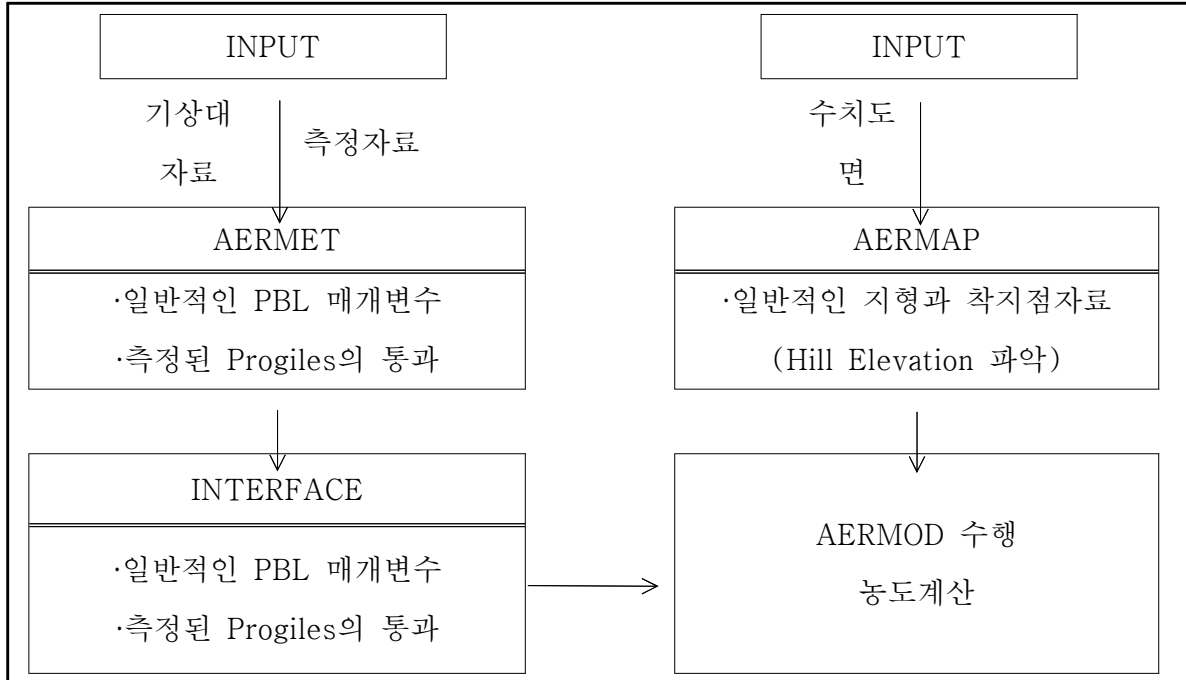 INPUT
기상대
자료
측정자료
AERMET
·일반적인 PBL 매개변수
·측정된 Progiles의 통과
INTERFACE
·일반적인 PBL 매개변수
·측정된 Progiles의 통과
INPUT
수치도
면
AERMAP
·일반적인 지형과 착지점자료
(Hill Elevation 파악)
AERMOD 수행
농도계산